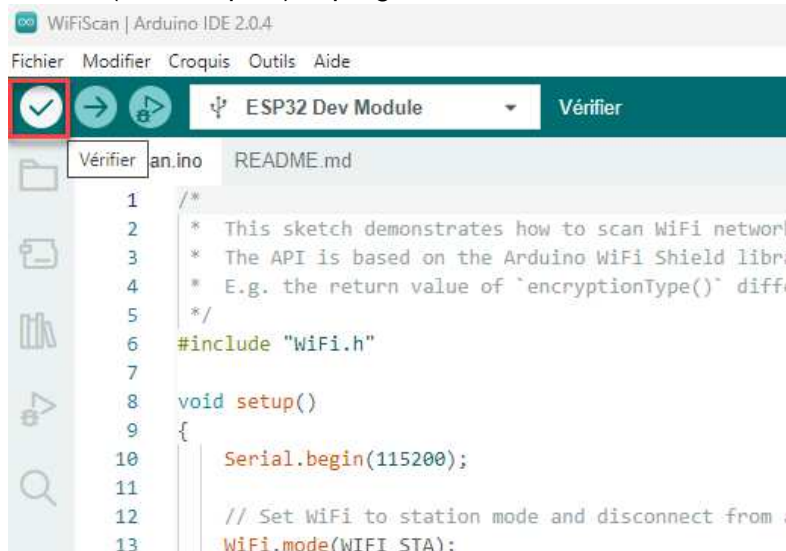 WiFiScan | Arduino IDE 2.0.4
Fichier Modifier Croquis Outils Aide
ESP32 Dev Module Vérifier
Vérifier an.ino README.md
1 /*
2 * This sketch demonstrates how to scan WiFi network
3 * The API is based on the Arduino WiFi Shield libra
4 * E.g. the return value of `encryptionType()` diffe
5 */
6 #include "WiFi.h"
7
8 void setup()
9 {
10 Serial.begin(115200);
11
12 // Set WiFi to station mode and disconnect from a
13 WiFi.mode(WIFI_STA);